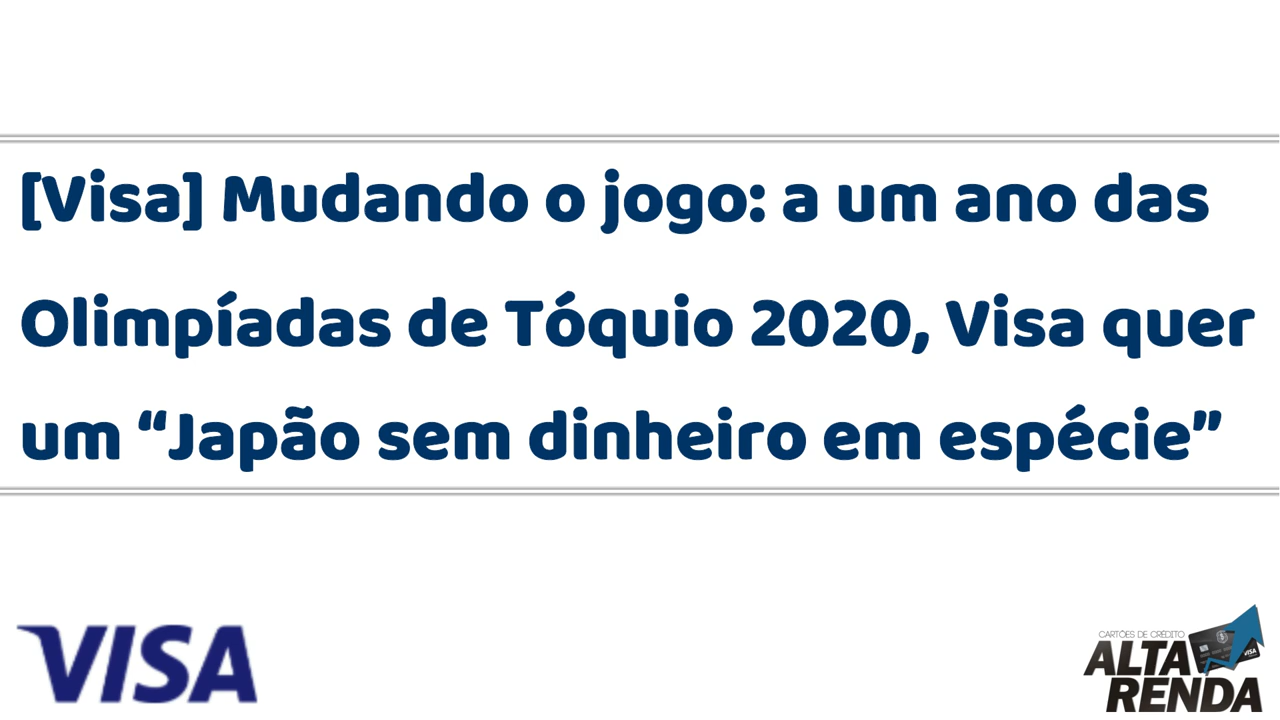 [Visa] Mudando o jogo: a um ano das
Olimpíadas de Tóquio 2020, Visa quer
um “Japão sem dinheiro em espécie”
VISA
CARTÕES DE CRÉDITO
ALTA
VISA
RENDA